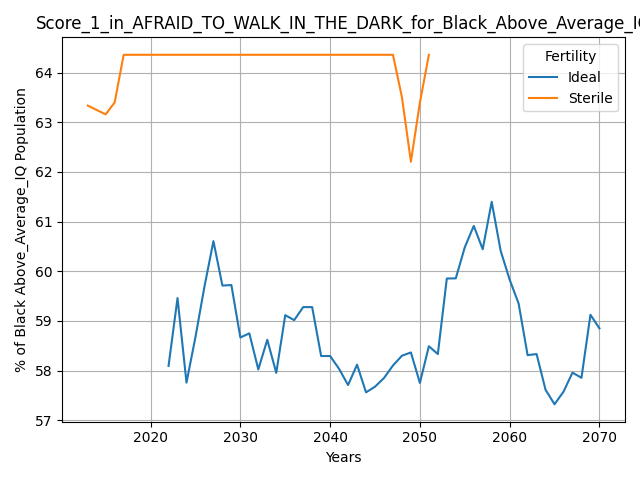 Score_1_in_AFRAID_TO_WALK_IN_THE_DARK_for_Black_Above_Average_IQ
Fertility
Ideal
Sterile
% of Black Above_Average_IQ Population
64
63
62
61
60
59
58
57
2020
2030
2040
2050
2060
2070
Years